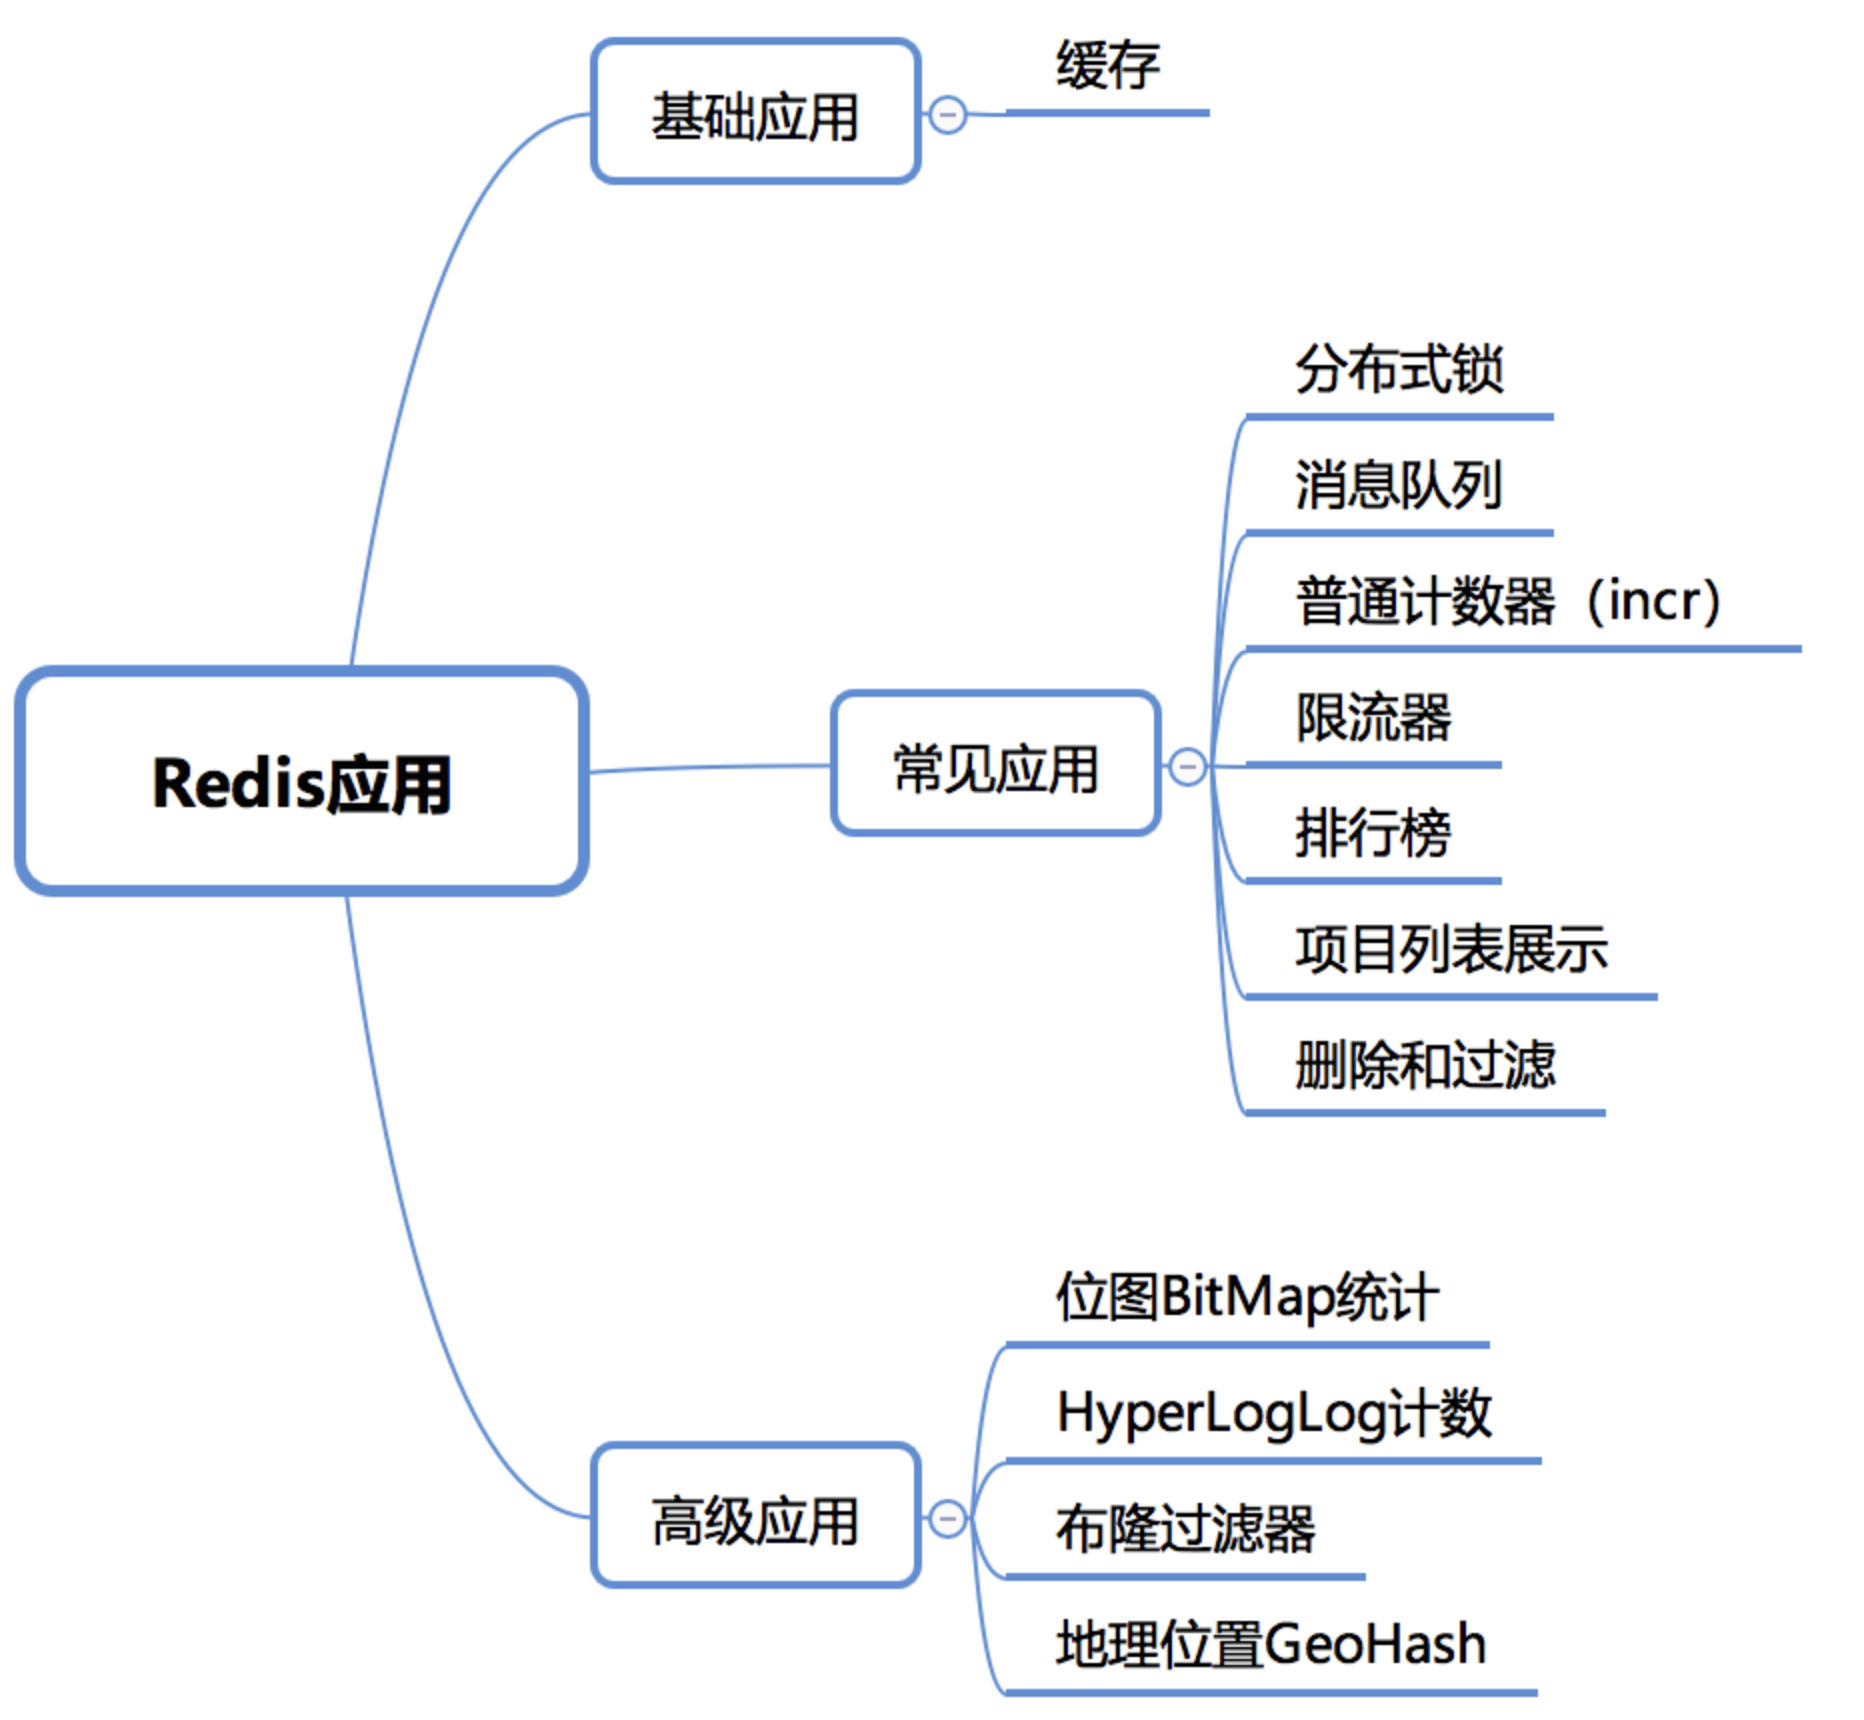 缓存
基础应用
分布式锁
消息队列
普通计数器（incr）
限流器
Redis应用
常见应用
排行榜
项目列表展示
删除和过滤
位图BitMap统计
HyperLogLog计数
高级应用
布隆过滤器
地理位置GeoHash